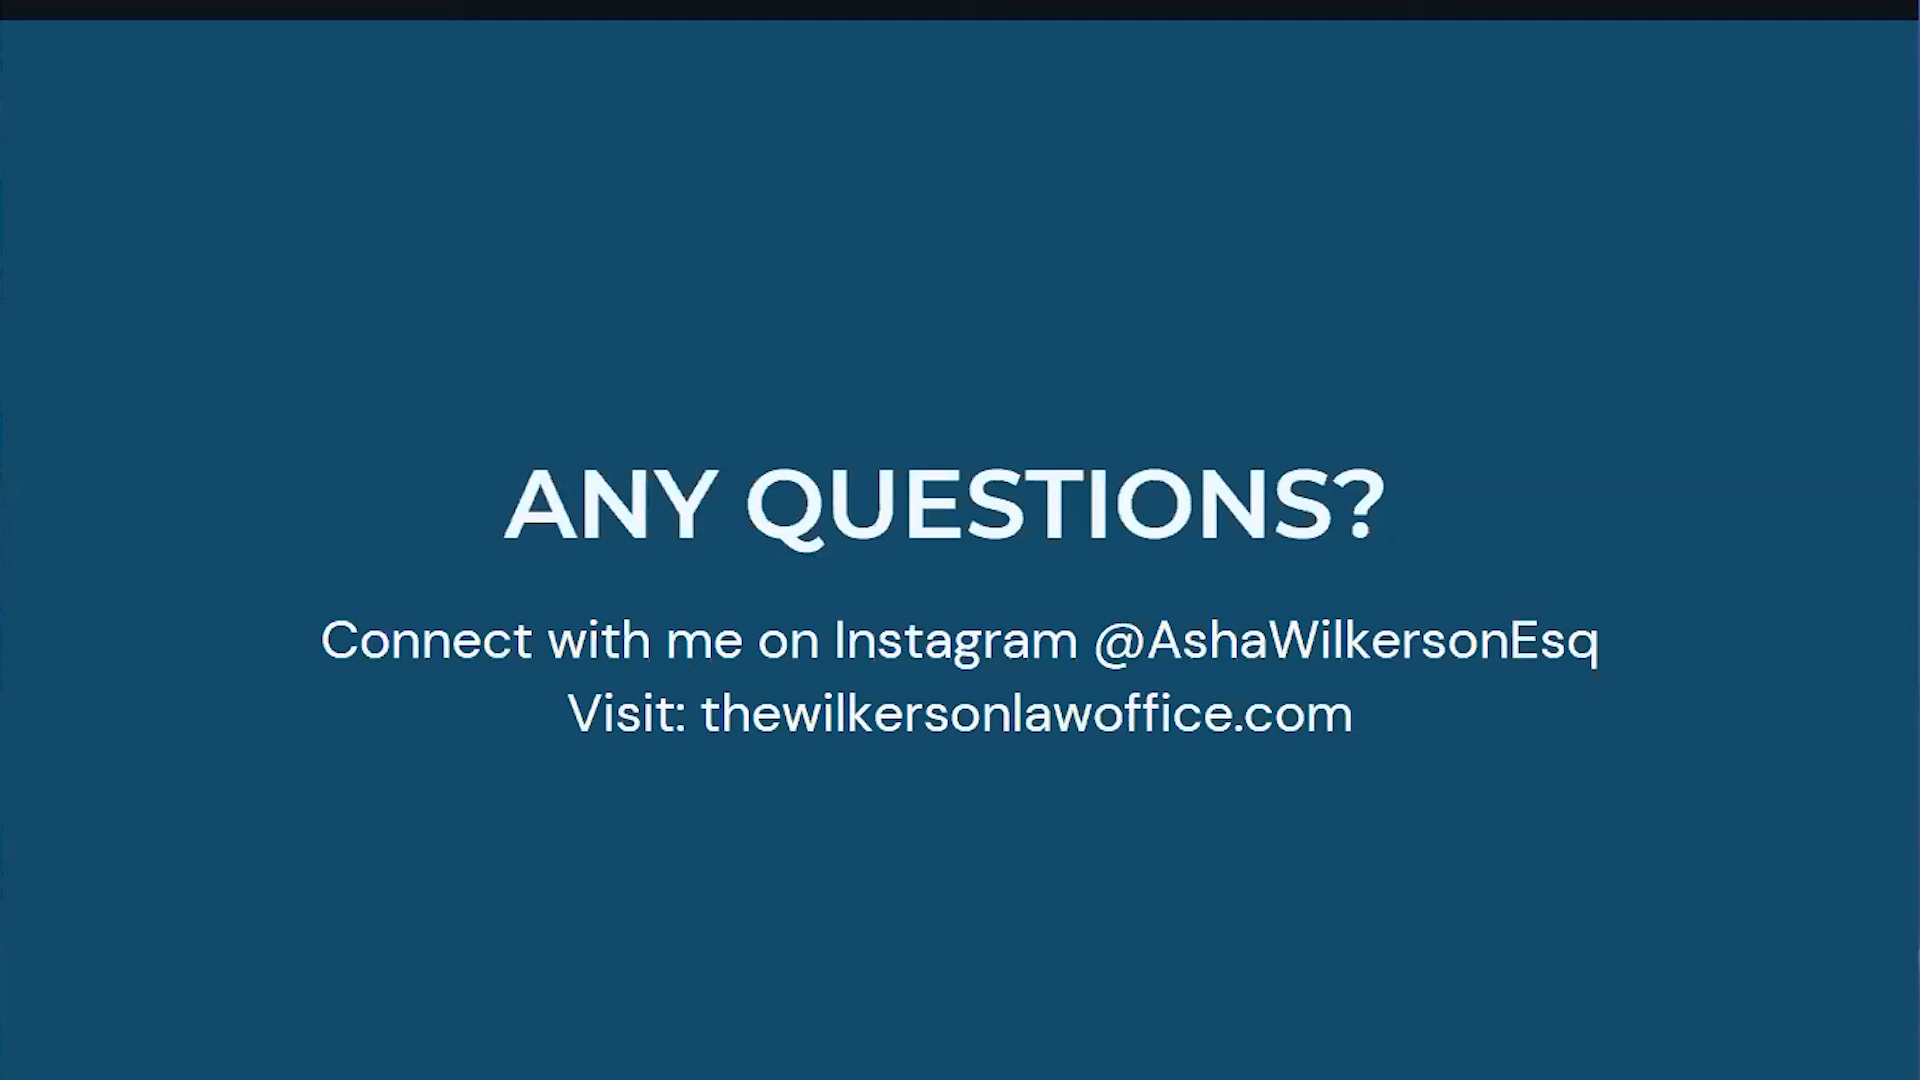 ANY QUESTIONS?
Connect with me on Instagram @AshaWilkersonEsq
Visit: thewilkersonlawoffice.com